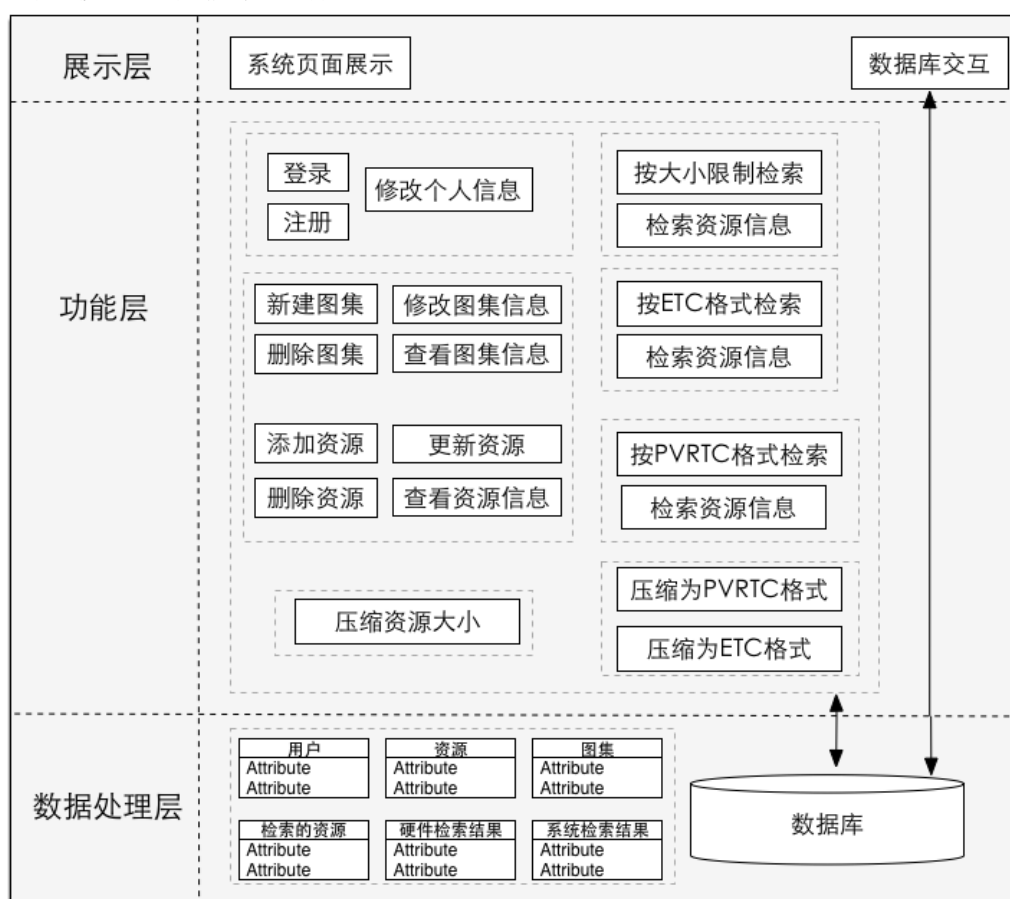 展示层
系统页面展示
数据库交互
功能层
登录
注册
修改个人信息
新建图集
修改图集信息
删除图集
查看图集信息
添加资源
更新资源
删除资源
查看资源信息
压缩资源大小
按大小限制检索
检索资源信息
按ETC格式检索
检索资源信息
按PVRTC格式检索
检索资源信息
压缩为PVRTC格式
压缩为ETC格式
数据处理层
用户
Attribute
Attribute
资源
Attribute
Attribute
图集
Attribute
Attribute
检索的资源
Attribute
Attribute
硬件检索结果
Attribute
Attribute
系统检索结果
Attribute
Attribute
数据库